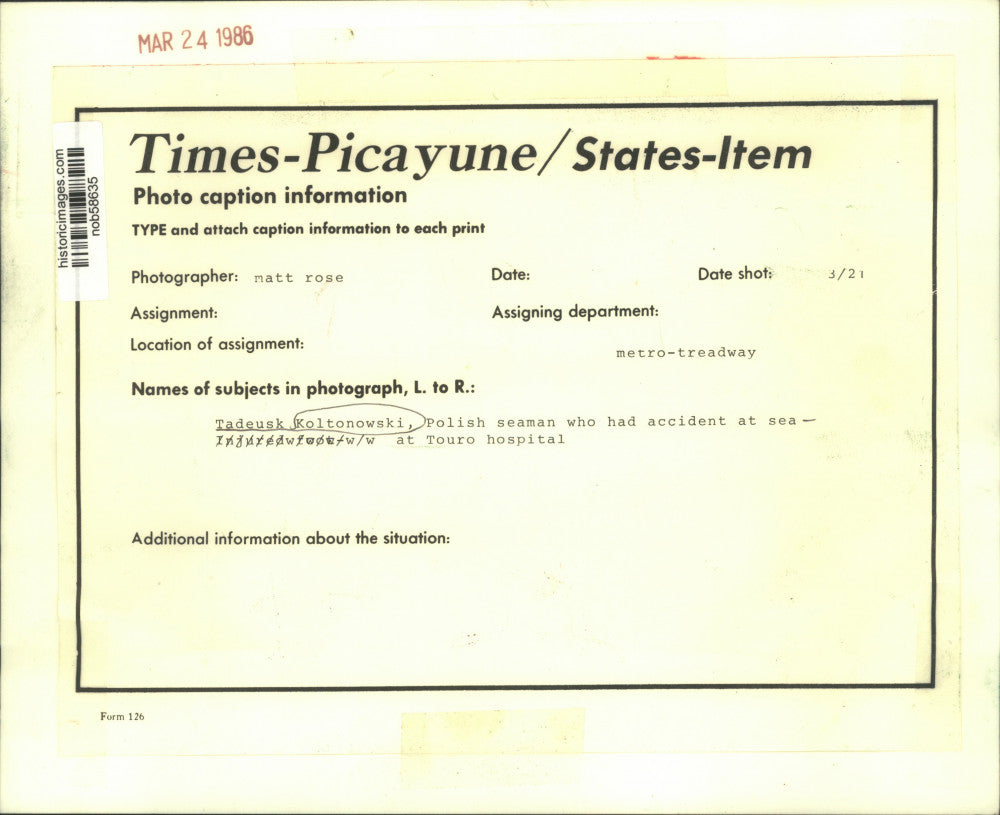 MAR 24 1986
historicimages.com
nob58635
Times-Picayune/States-Item
Photo caption information
TYPE and attach caption information to each print
Photographer: matt rose Date: Date shot: 3/21
Assignment: Assigning department:
Location of assignment:
metro-treadway
Names of subjects in photograph, L. to R.:
Tadeusk Koltonowski, Polish seaman who had accident at sea —
at Touro hospital
Additional information about the situation:
Form 126